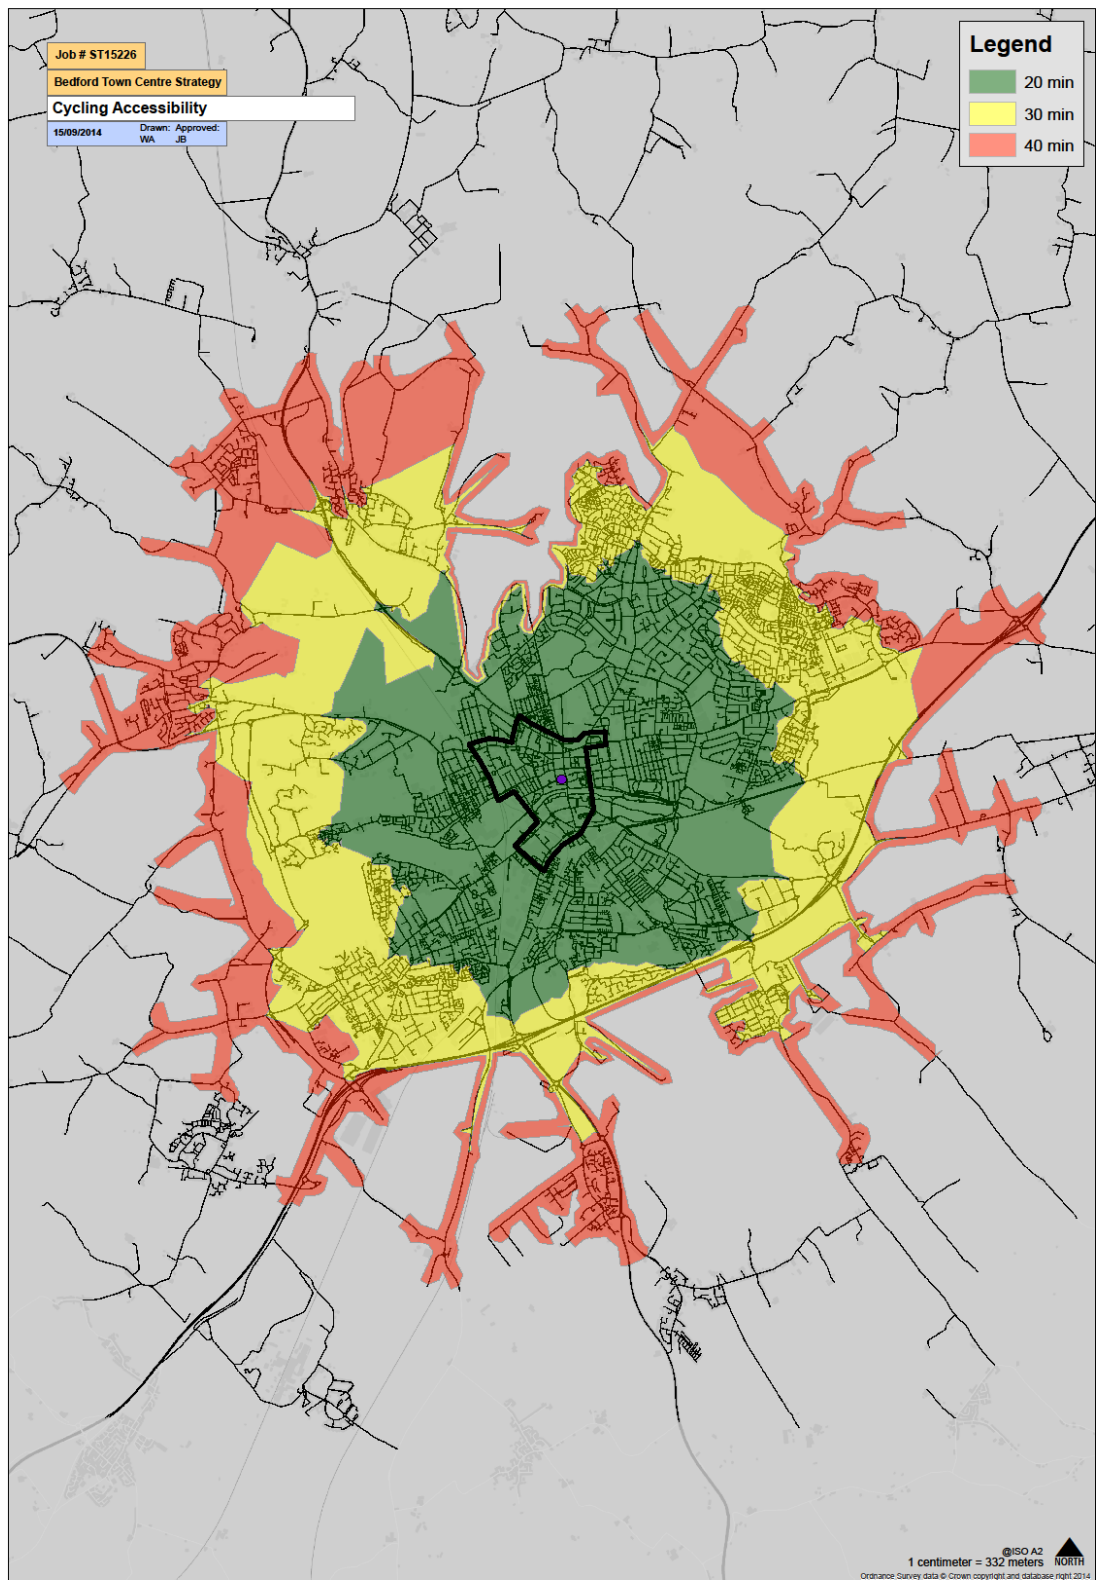 Job # ST15226
Bedford Town Centre Strategy
Cycling Accessibility
15/09/2014 Drawn: Approved:
WA JB
Legend
20 min
30 min
40 min
@ISO A2
1 centimeter = 332 meters
NORTH
Ordnance Survey data © Crown copyright and database right 2014